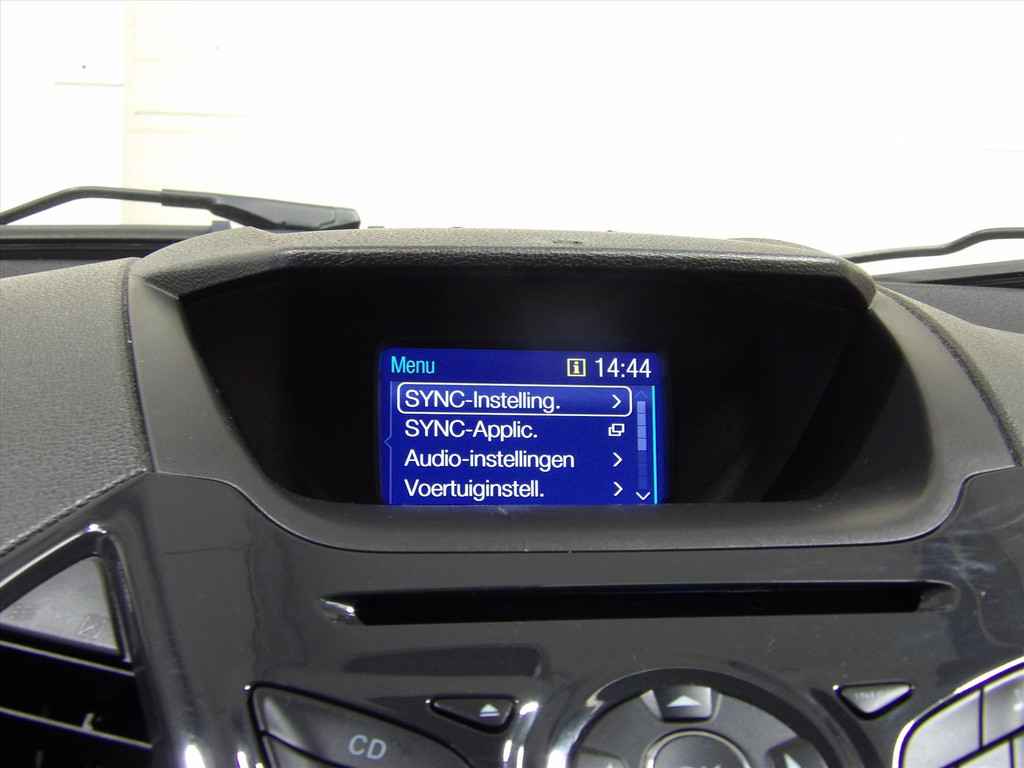 Menu i 14:44
SYNC-Instelling.
SYNC-Applic.
Audio-instellingen
Voertuiginstell.
CD